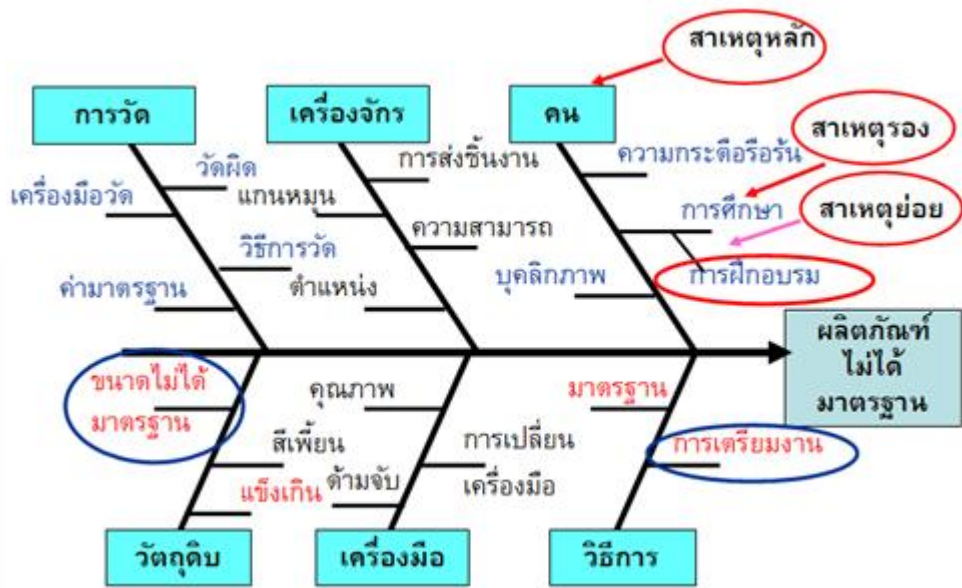 สาเหตุหลัก
การวัด
เครื่องจักร
คน
สาเหตุรอง
ความกระตือรือร้น
การส่งชิ้นงาน
วัดผิด
เครื่องมือวัด
แกนหมุน
การศึกษา
สาเหตุย่อย
ความสามารถ
วิธีการวัด
การฝึกอบรม
บุคลิกภาพ
ตำแหน่ง
ค่ามาตรฐาน
ผลิตภัณฑ์
ไม่ได้
มาตรฐาน
ขนาดไม่ได้
มาตรฐาน
คุณภาพ
มาตรฐาน
สีเพี้ยน
การเปลี่ยน
เครื่องมือ
การเตรียมงาน
แข็งเกิน
ด้ามจับ
วัตถุดิบ
เครื่องมือ
วิธีการ